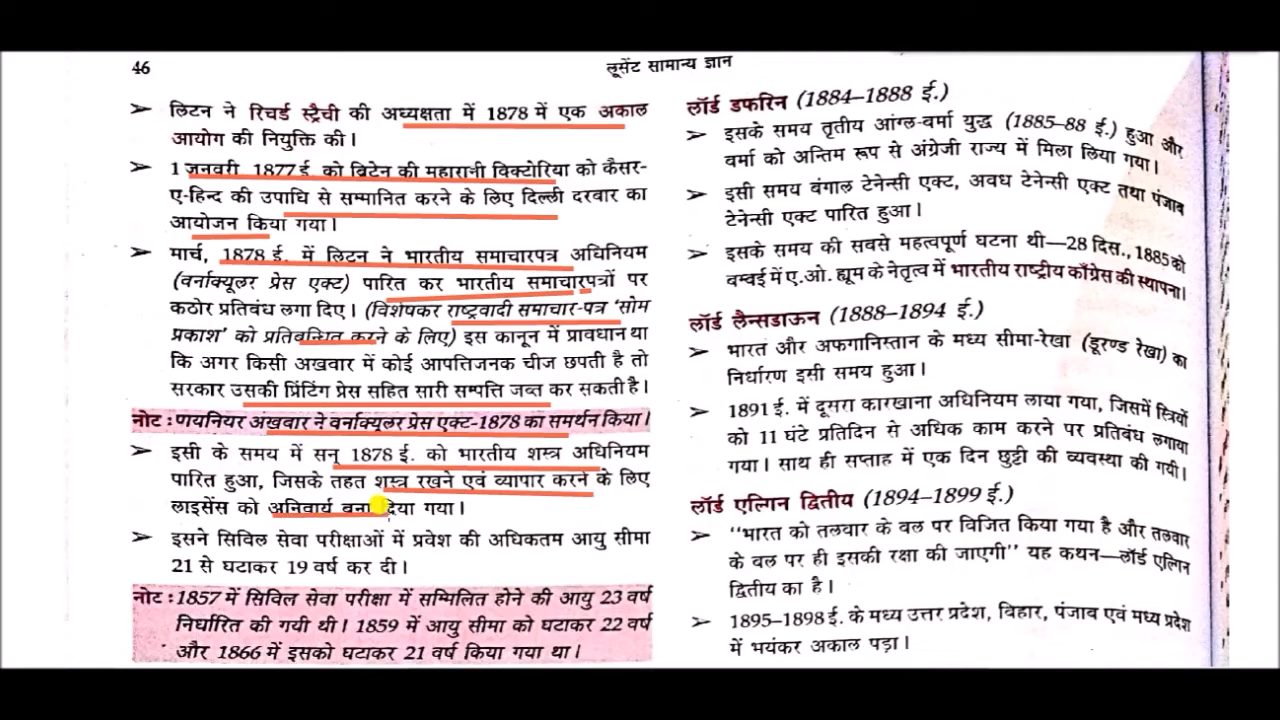 46
लूसेंट सामान्य ज्ञान
➢ लिटन ने रिचर्ड स्ट्रैची की अध्यक्षता में 1878 में एक अकाल
आयोग की नियुक्ति की।
➢ 1 जनवरी 1877 ई. को ब्रिटेन की महारानी विक्टोरिया को कैसर-
ए-हिन्द की उपाधि से सम्मानित करने के लिए दिल्ली दरबार का
आयोजन किया गया।
➢ मार्च, 1878 ई. में लिटन ने भारतीय समाचारपत्र अधिनियम
(वर्नाक्यूलर प्रेस एक्ट) पारित कर भारतीय समाचारपत्रों पर
कठोर प्रतिबंध लगा दिए। (विशेषकर राष्ट्रवादी समाचार-पत्र 'सोम
प्रकाश' को प्रतिबन्धित करने के लिए) इस कानून में प्रावधान था
कि अगर किसी अखबार में कोई आपत्तिजनक चीज छपती है तो
सरकार उसकी प्रिंटिंग प्रेस सहित सारी सम्पत्ति जब्त कर सकती है।
नोट : पायनियर अखबार ने वर्नाक्यूलर प्रेस एक्ट-1878 का समर्थन किया।
➢ इसी के समय में सन् 1878 ई. को भारतीय शस्त्र अधिनियम
पारित हुआ, जिसके तहत शस्त्र रखने एवं व्यापार करने के लिए
लाइसेंस को अनिवार्य बना दिया गया।
➢ इसने सिविल सेवा परीक्षाओं में प्रवेश की अधिकतम आयु सीमा
21 से घटाकर 19 वर्ष कर दी।
नोट : 1857 में सिविल सेवा परीक्षा में सम्मिलित होने की आयु 23 वर्ष
निर्धारित की गयी थी। 1859 में आयु सीमा को घटाकर 22 वर्ष
और 1866 में इसको घटाकर 21 वर्ष किया गया था।
लॉर्ड डफरिन (1884–1888 ई.)
➢ इसके समय तृतीय आंग्ल-बर्मा युद्ध (1885–88 ई.) हुआ और
बर्मा को अन्तिम रूप से अंग्रेजी राज्य में मिला लिया गया।
➢ इसी समय बंगाल टेनेन्सी एक्ट, अवध टेनेन्सी एक्ट तथा पंजाब
टेनेन्सी एक्ट पारित हुआ।
➢ इसके समय की सबसे महत्वपूर्ण घटना थी—28 दिस., 1885 को
बम्बई में ए.ओ. ह्यूम के नेतृत्व में भारतीय राष्ट्रीय काँग्रेस की स्थापना।
लॉर्ड लैन्सडाऊन (1888–1894 ई.)
➢ भारत और अफगानिस्तान के मध्य सीमा-रेखा (डूरण्ड रेखा) का
निर्धारण इसी समय हुआ।
➢ 1891 ई. में दूसरा कारखाना अधिनियम लाया गया, जिसमें स्त्रियों
को 11 घंटे प्रतिदिन से अधिक काम करने पर प्रतिबंध लगाया
गया। साथ ही सप्ताह में एक दिन छुट्टी की व्यवस्था की गयी।
लॉर्ड एल्गिन द्वितीय (1894–1899 ई.)
➢ "भारत को तलवार के बल पर विजित किया गया है और तलवार
के बल पर ही इसकी रक्षा की जाएगी" यह कथन—लॉर्ड एल्गिन
द्वितीय का है।
➢ 1895–1898 ई. के मध्य उत्तर प्रदेश, बिहार, पंजाब एवं मध्य प्रदेश
में भयंकर अकाल पड़ा।